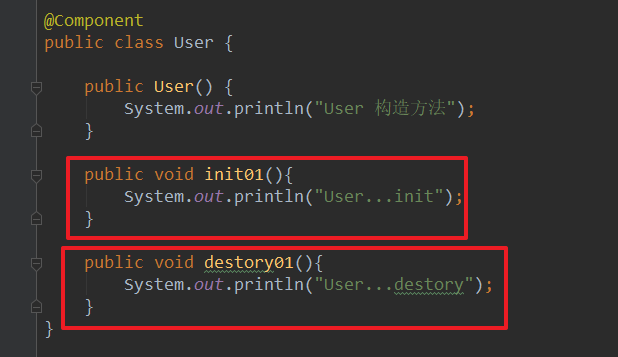 @Component
public class User {
public User() {
System.out.println("User 构造方法");
}
public void init01(){
System.out.println("User...init");
}
public void destory01(){
System.out.println("User...destory");
}
}